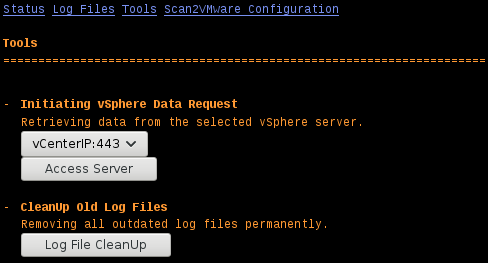 Status Log Files Tools Scan2VMware Configuration
Tools
=====================================================================
- Initiating vSphere Data Request
Retrieving data from the selected vSphere server.
vCenterIP:443
Access Server
- CleanUp Old Log Files
Removing all outdated log files permanently.
Log File CleanUp